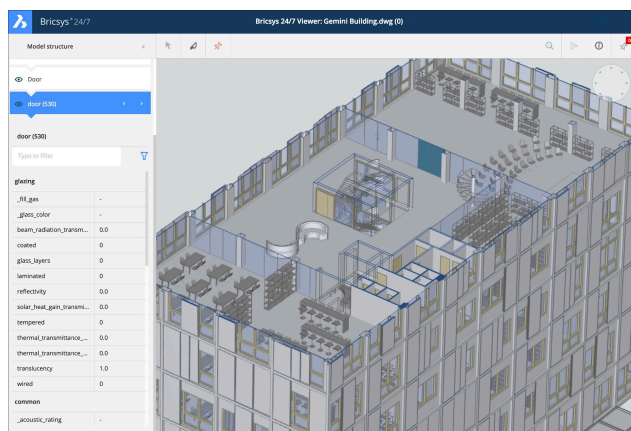 Bricsys°24/7
Bricsys 24/7 Viewer: Gemini Building.dwg (0)
Model structure
Door
door (530)
door (530)
Type to filter
glazing
_fill_gas -
_glass_color -
beam_radiation_transm... 0.0
coated 0
glass_layers 0
laminated 0
reflectivity 0.0
solar_heat_gain_transmi... 0.0
tempered 0
thermal_transmittance_... 0.0
thermal_transmittance_... 0.0
translucency 1.0
wired 0
common
_acoustic_rating -